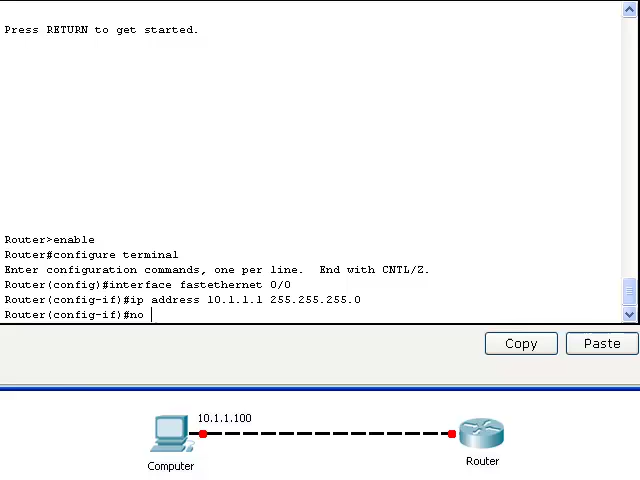 Press RETURN to get started.
Router>enable
Router#configure terminal
Enter configuration commands, one per line.  End with CNTL/Z.
Router(config)#interface fastethernet 0/0
Router(config-if)#ip address 10.1.1.1 255.255.255.0
Router(config-if)#no
Copy Paste
10.1.1.100
Computer Router